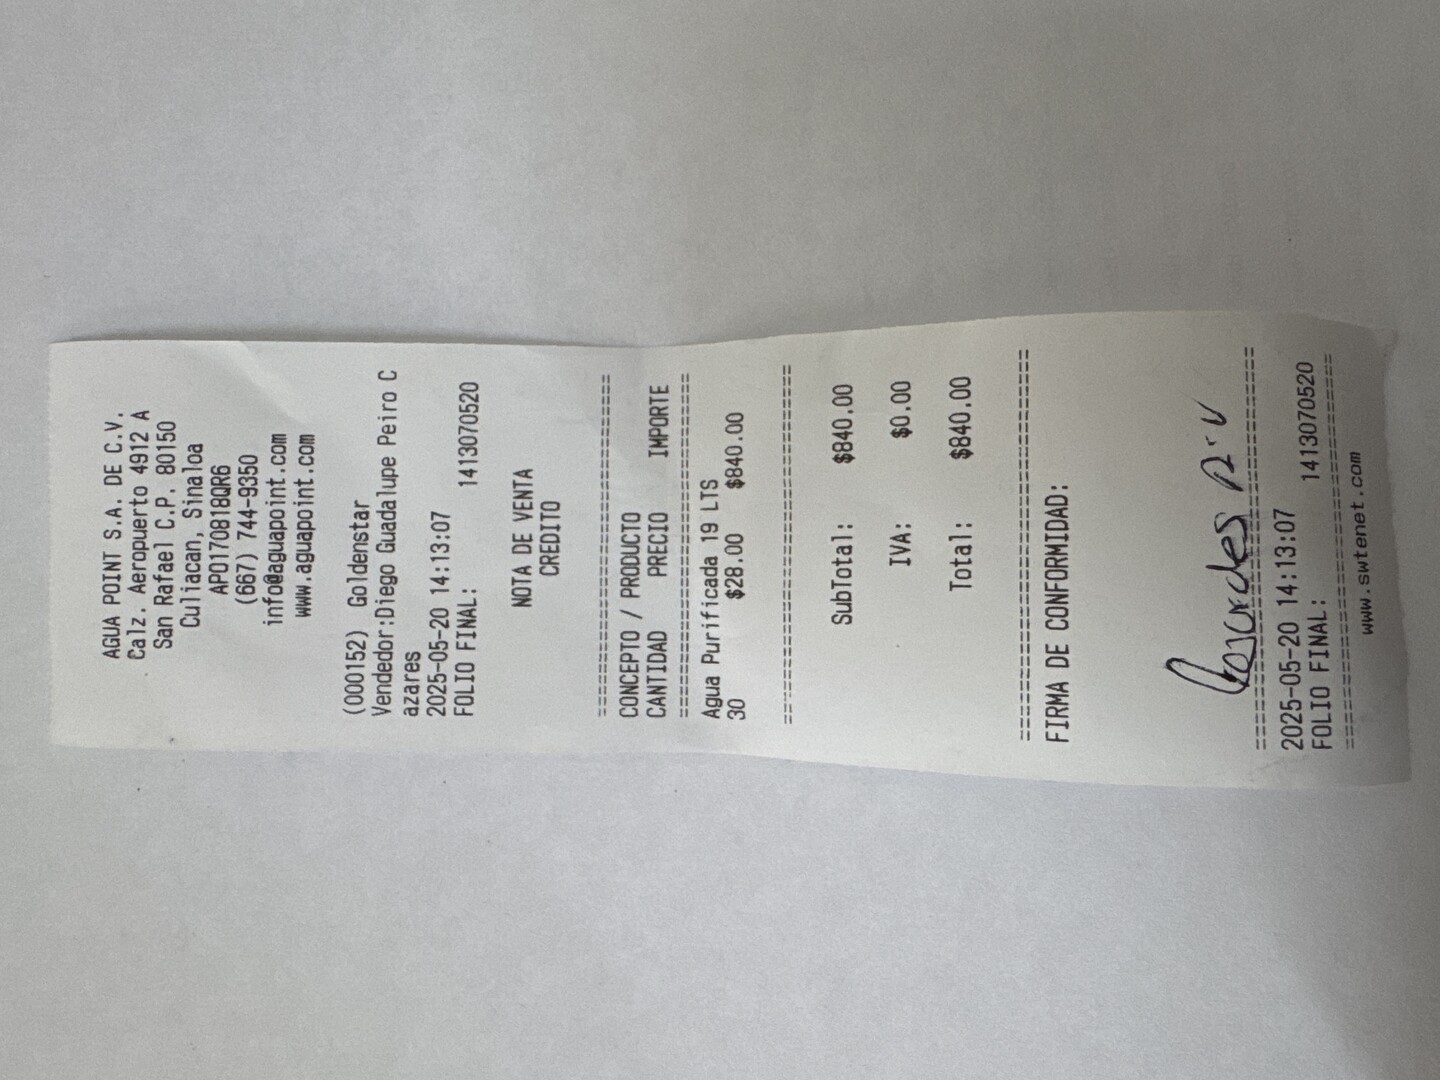 AGUA POINT S.A. DE C.V.
Calz. Aeropuerto 4912 A
San Rafael C.P. 80150
Culiacan, Sinaloa
APO170818QR6
(667) 744-9350
info@aguapoint.com
www.aguapoint.com
(000152) Goldenstar
Vendedor:Diego Guadalupe Peiro C
azares
2025-05-20 14:13:07
FOLIO FINAL: 1413070520
NOTA DE VENTA
CREDITO
================================
CONCEPTO / PRODUCTO
CANTIDAD PRECIO IMPORTE
================================
Agua Purificada 19 LTS
30 $28.00 $840.00
================================
SubTotal: $840.00
IVA: $0.00
Total: $840.00
================================
FIRMA DE CONFORMIDAD:
================================
2025-05-20 14:13:07
FOLIO FINAL: 1413070520
================================
www.swtenet.com